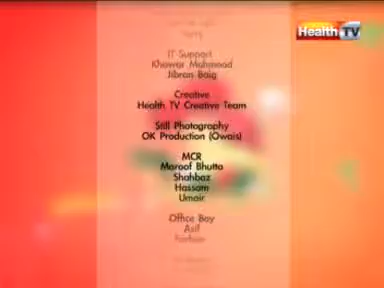 Health TV
IT Support
Khawar Mahmood
Jibran Baig
Creative
Health TV Creative Team
Still Photography
OK Production (Owais)
MCR
Maroof Bhutta
Shahbaz
Hassam
Umair
Office Boy
Asif